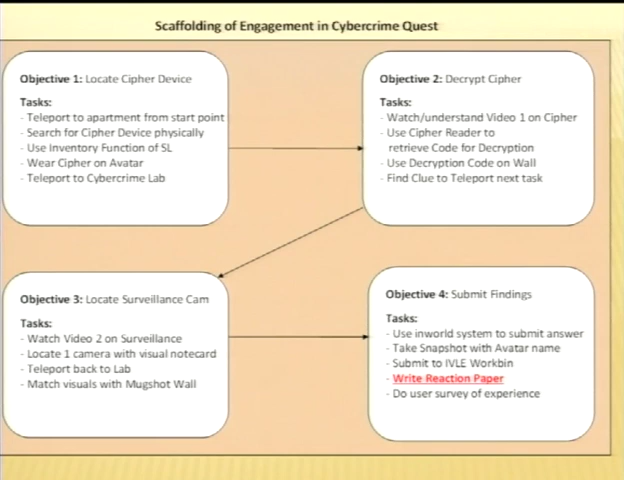 Scaffolding of Engagement in Cybercrime Quest
Objective 1: Locate Cipher Device
Tasks:
- Teleport to apartment from start point
- Search for Cipher Device physically
- Use Inventory Function of SL
- Wear Cipher on Avatar
- Teleport to Cybercrime Lab
Objective 2: Decrypt Cipher
Tasks:
- Watch/understand Video 1 on Cipher
- Use Cipher Reader to
retrieve Code for Decryption
- Use Decryption Code on Wall
- Find Clue to Teleport next task
Objective 3: Locate Surveillance Cam
Tasks:
- Watch Video 2 on Surveillance
- Locate 1 camera with visual notecard
- Teleport back to Lab
- Match visuals with Mugshot Wall
Objective 4: Submit Findings
Tasks:
- Use inworld system to submit answer
- Take Snapshot with Avatar name
- Submit to IVLE Workbin
- Write Reaction Paper
- Do user survey of experience